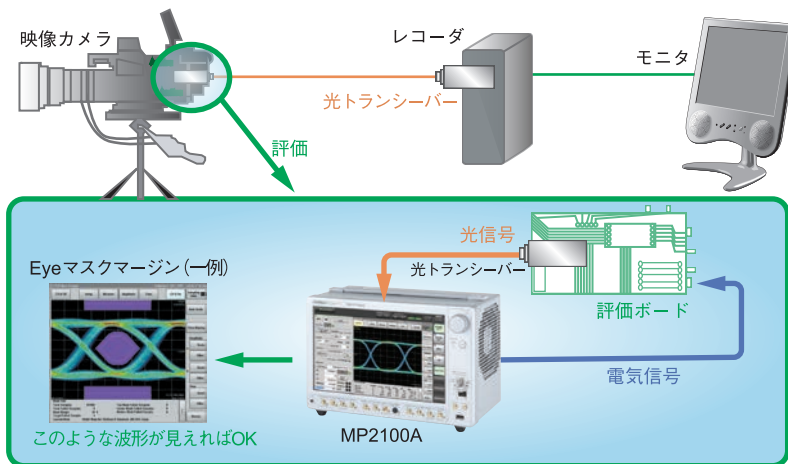 映像カメラ
レコーダ
モニタ
光トランシーバー
評価
光信号
光トランシーバー
Eyeマスクマージン（一例）
評価ボード
電気信号
このような波形が見えればOK
MP2100A